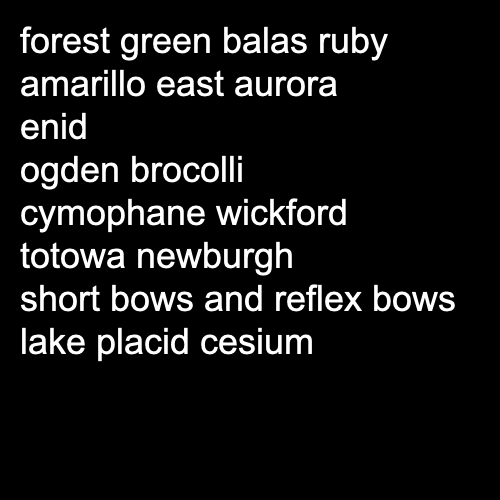 forest green balas ruby
amarillo east aurora
enid
ogden brocolli
cymophane wickford
totowa newburgh
short bows and reflex bows
lake placid cesium